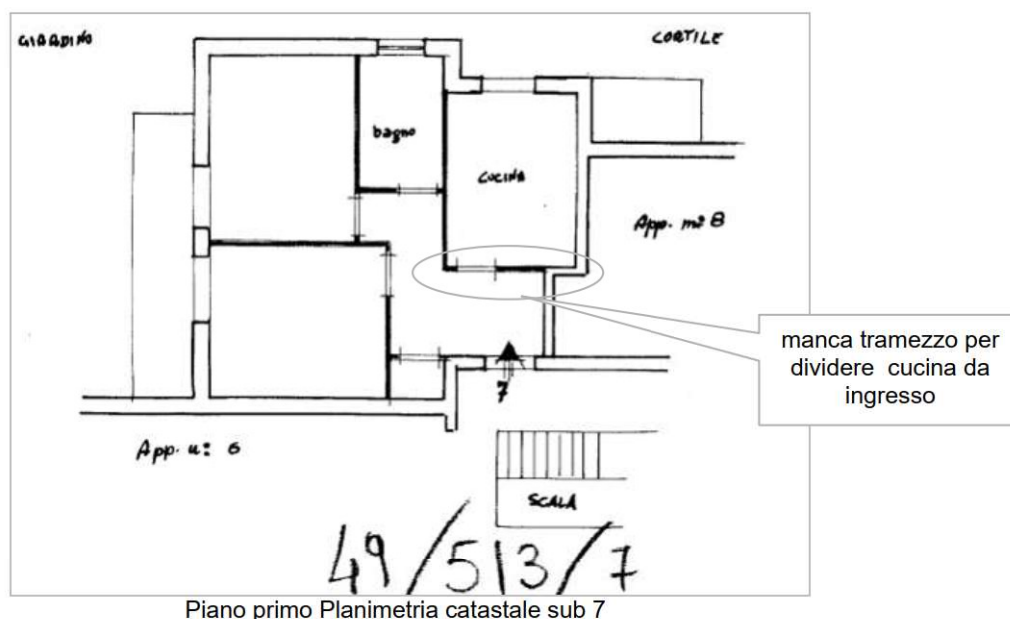 GIARDINO
CORTILE
bagno
CUCINA
App. n° 8
manca tramezzo per
dividere cucina da
ingresso
7
App. n: 6
SCALA
49/513/7
Piano primo Planimetria catastale sub 7